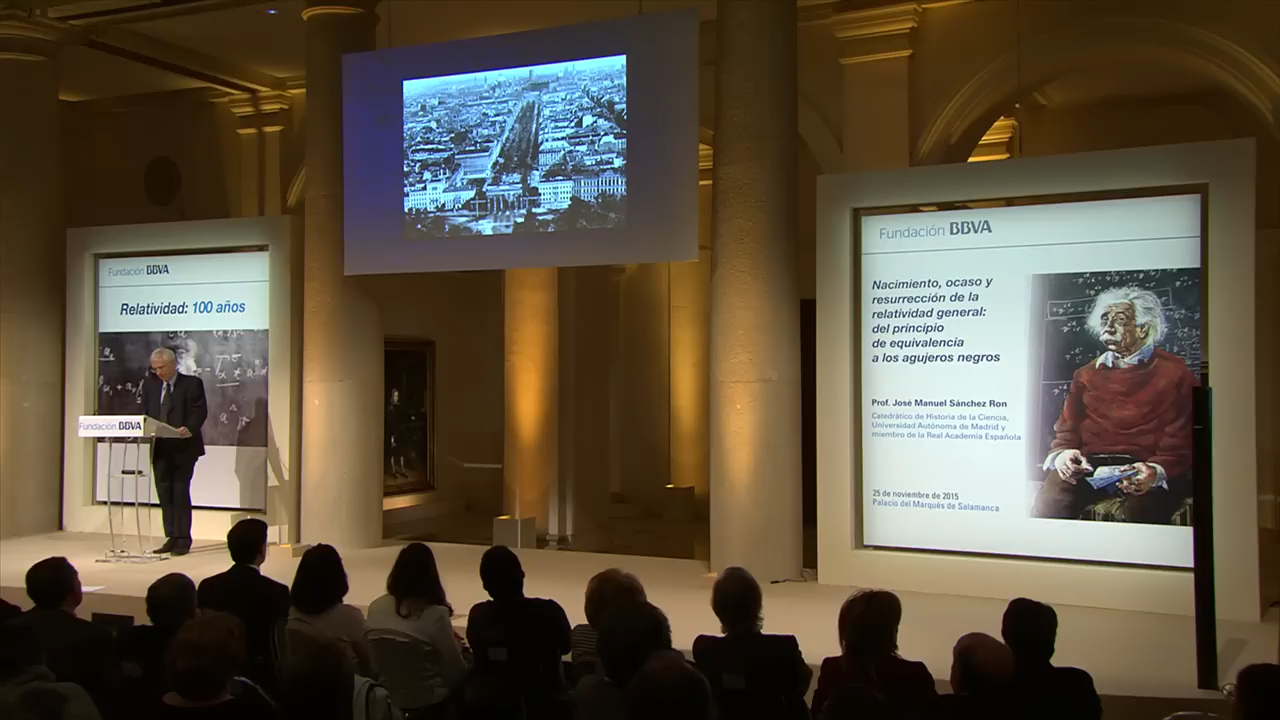 Fundación BBVA
Relatividad: 100 años
Fundación BBVA
Fundación BBVA
Nacimiento, ocaso y
resurrección de la
relatividad general:
del principio
de equivalencia
a los agujeros negros
Prof. José Manuel Sánchez Ron
Catedrático de Historia de la Ciencia,
Universidad Autónoma de Madrid y
miembro de la Real Academia Española
25 de noviembre de 2015
Palacio del Marqués de Salamanca